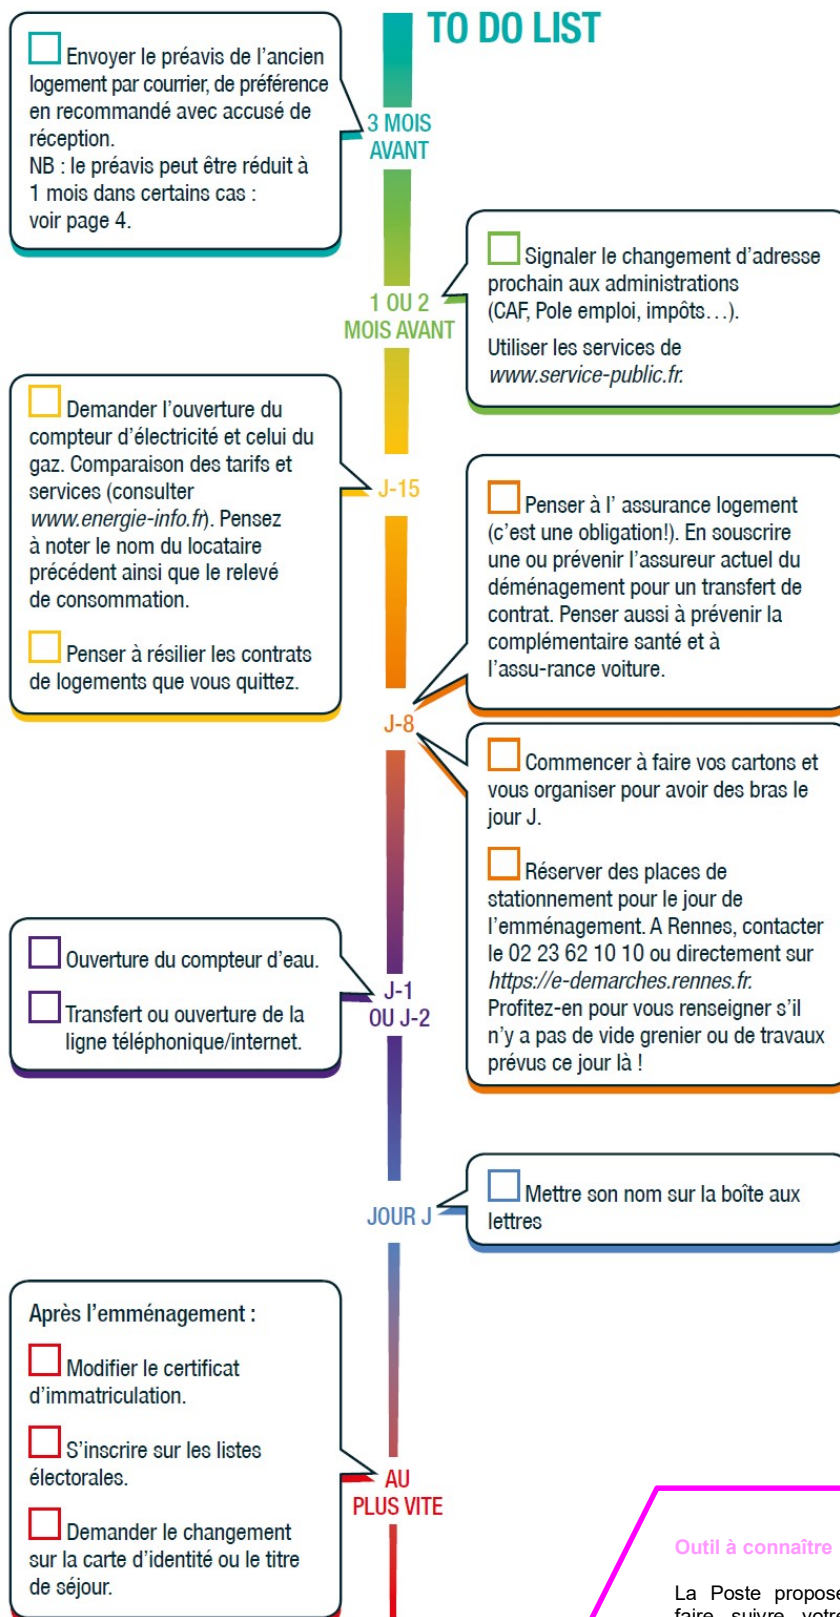 TO DO LIST
Envoyer le préavis de l'ancien
logement par courrier, de préférence
en recommandé avec accusé de
réception.
NB : le préavis peut être réduit à
1 mois dans certains cas :
voir page 4.
3 MOIS
AVANT
Signaler le changement d'adresse
prochain aux administrations
(CAF, Pole emploi, impôts…).
Utiliser les services de
www.service-public.fr.
1 OU 2
MOIS AVANT
Demander l'ouverture du
compteur d'électricité et celui du
gaz. Comparaison des tarifs et
services (consulter
www.energie-info.fr). Pensez
à noter le nom du locataire
précédent ainsi que le relevé
de consommation.
Penser à résilier les contrats
de logements que vous quittez.
J-15
Penser à l' assurance logement
(c'est une obligation!). En souscrire
une ou prévenir l'assureur actuel du
déménagement pour un transfert de
contrat. Penser aussi à prévenir la
complémentaire santé et à
l'assu-rance voiture.
J-8
Commencer à faire vos cartons et
vous organiser pour avoir des bras le
jour J.
Réserver des places de
stationnement pour le jour de
l'emménagement. A Rennes, contacter
le 02 23 62 10 10 ou directement sur
https://e-demarches.rennes.fr.
Profitez-en pour vous renseigner s'il
n'y a pas de vide grenier ou de travaux
prévus ce jour là !
Ouverture du compteur d'eau.
Transfert ou ouverture de la
ligne téléphonique/internet.
J-1
OU J-2
Mettre son nom sur la boîte aux
lettres
JOUR J
Après l'emménagement :
Modifier le certificat
d'immatriculation.
S'inscrire sur les listes
électorales.
Demander le changement
sur la carte d'identité ou le titre
de séjour.
AU
PLUS VITE
Outil à connaître
La Poste propose
faire suivre votre